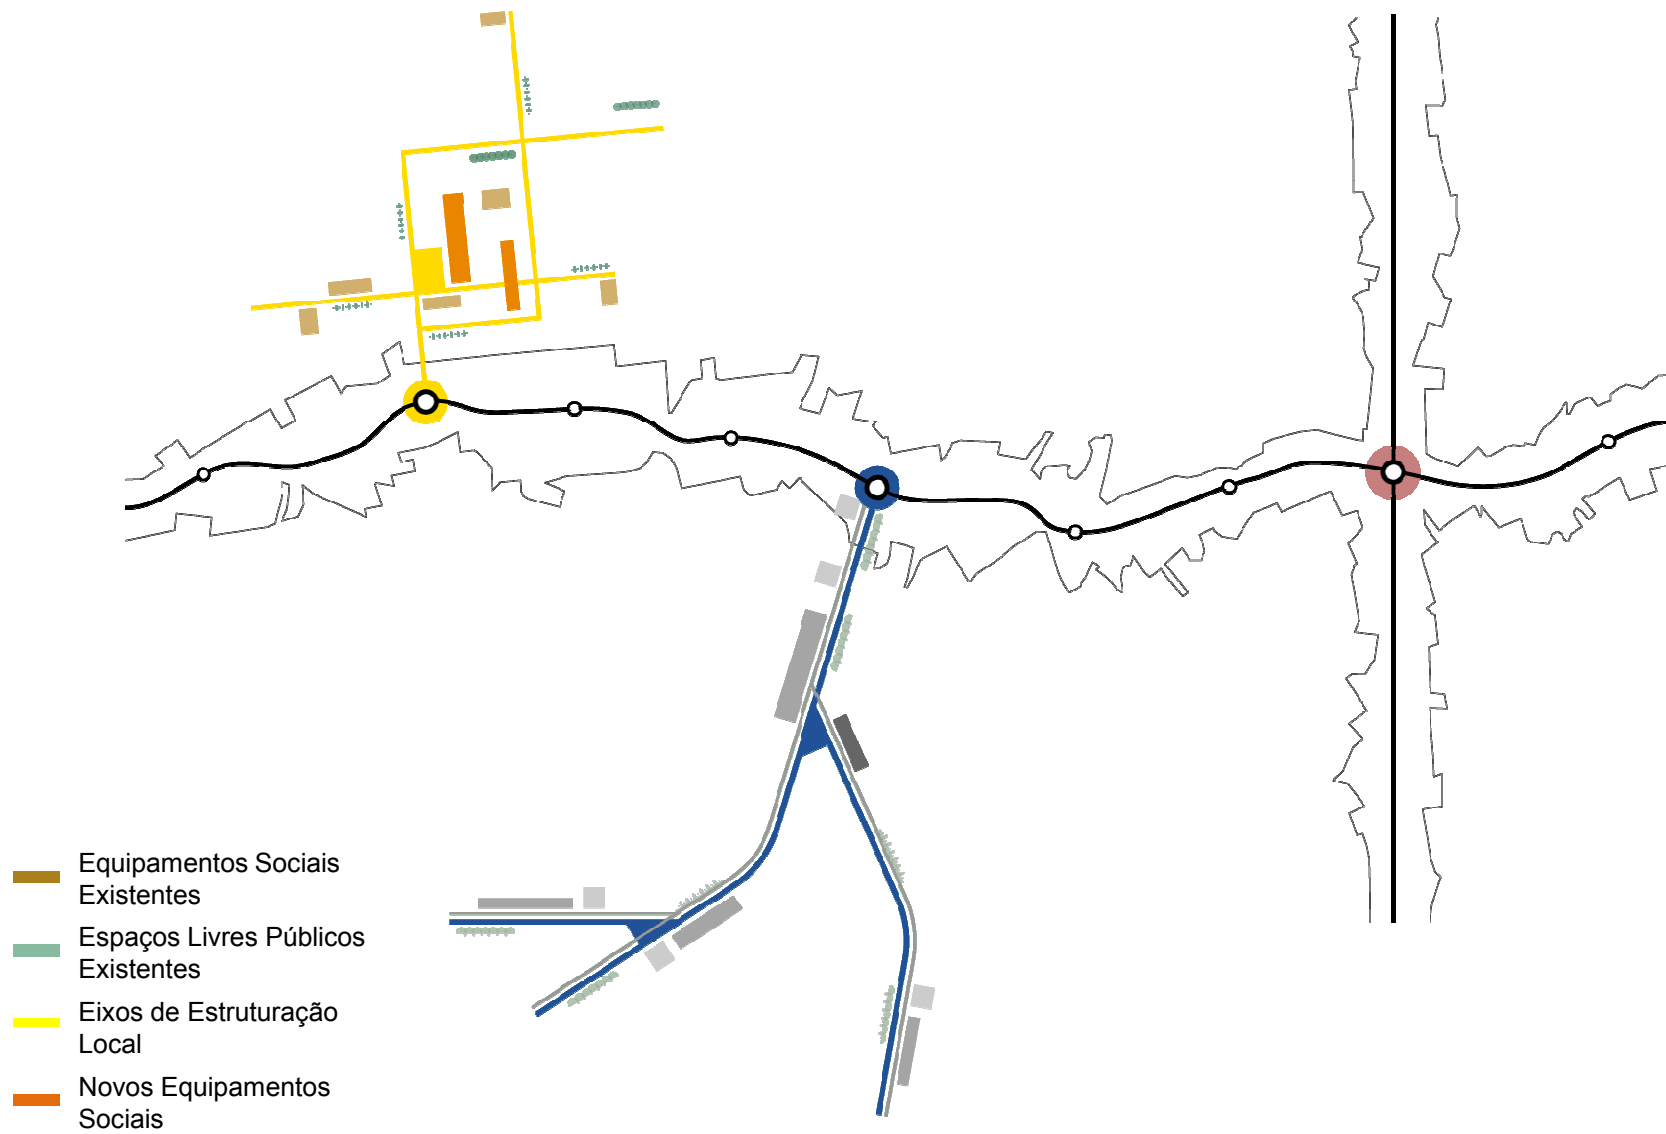 Equipamentos Sociais
Existentes
Espaços Livres Públicos
Existentes
Eixos de Estruturação
Local
Novos Equipamentos
Sociais